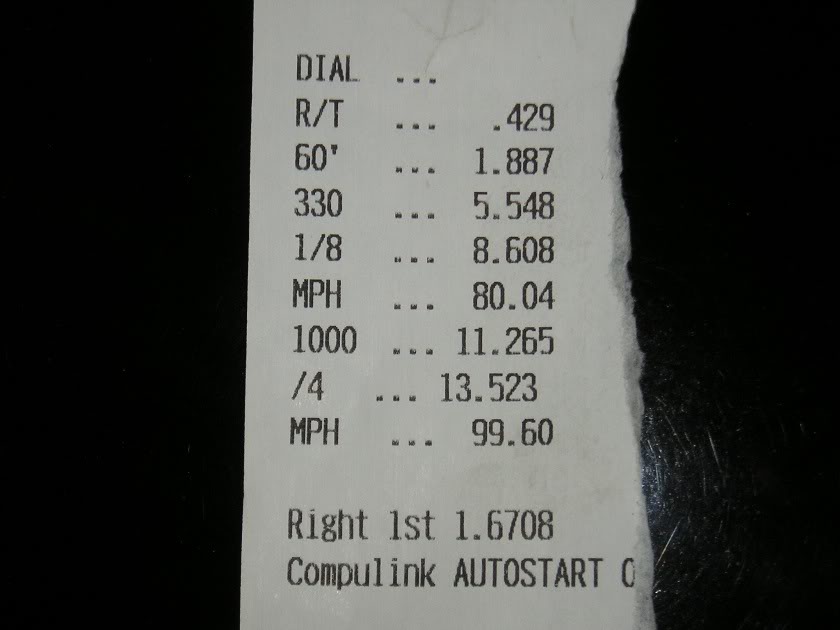 DIAL ...
R/T ... .429
60' ... 1.887
330 ... 5.548
1/8 ... 8.608
MPH ... 80.04
1000 ... 11.265
/4 ... 13.523
MPH ... 99.60
Right 1st 1.6708
Compulink AUTOSTART